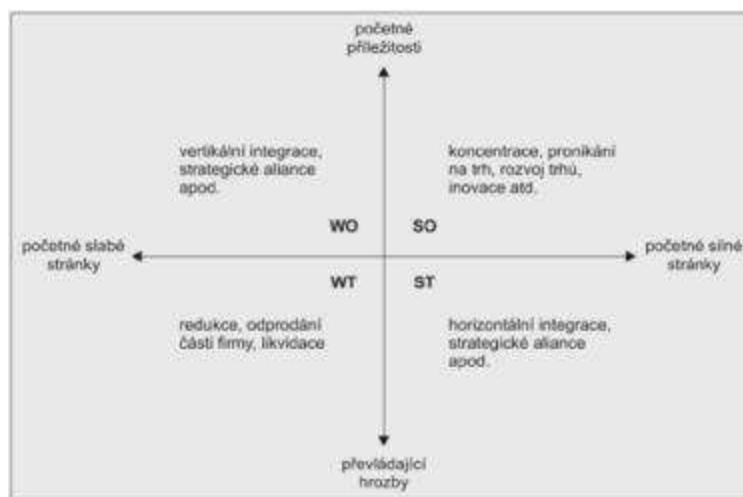 početné
příležitosti
vertikální integrace,
strategické aliance
apod.
koncentrace, pronikání
na trh, rozvoj trhů,
inovace atd.
WO
SO
početné slabé
stránky
početné silné
stránky
WT
ST
redukce, odprodání
části firmy, likvidace
horizontální integrace,
strategické aliance
apod.
převládající
hrozby